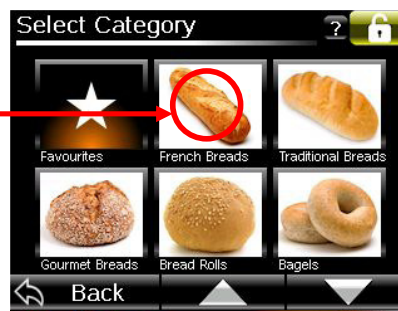 Select Category ?
Favourites French Breads Traditional Breads
Gourmet Breads Bread Rolls Bagels
Back